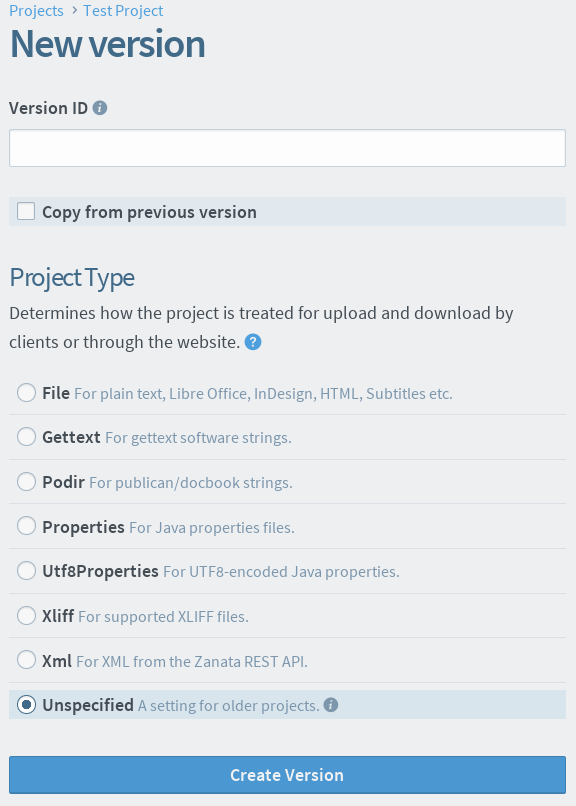 Projects > Test Project
New version
Version ID i
Copy from previous version
Project Type
Determines how the project is treated for upload and download by
clients or through the website. ?
File For plain text, Libre Office, InDesign, HTML, Subtitles etc.
Gettext For gettext software strings.
Podir For publican/docbook strings.
Properties For Java properties files.
Utf8Properties For UTF8-encoded Java properties.
Xliff For supported XLIFF files.
Xml For XML from the Zanata REST API.
Unspecified A setting for older projects. i
Create Version